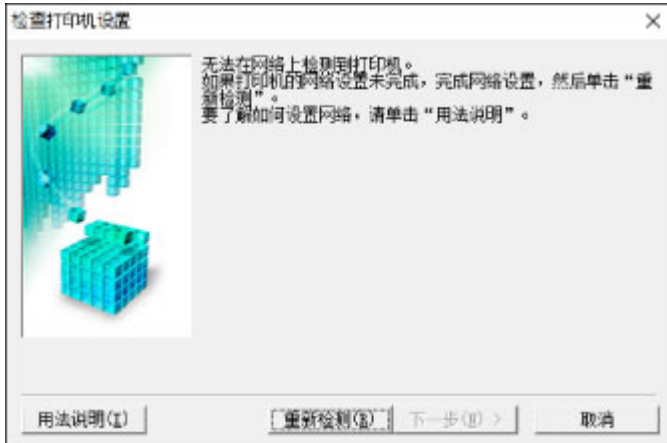 检查打印机设置
无法在网络上检测到打印机。
如果打印机的网络设置未完成，完成网络设置，然后单击“重
新检测”。
要了解如何设置网络，请单击“用法说明”。
用法说明(I)
重新检测(R)
下一步(N) >
取消